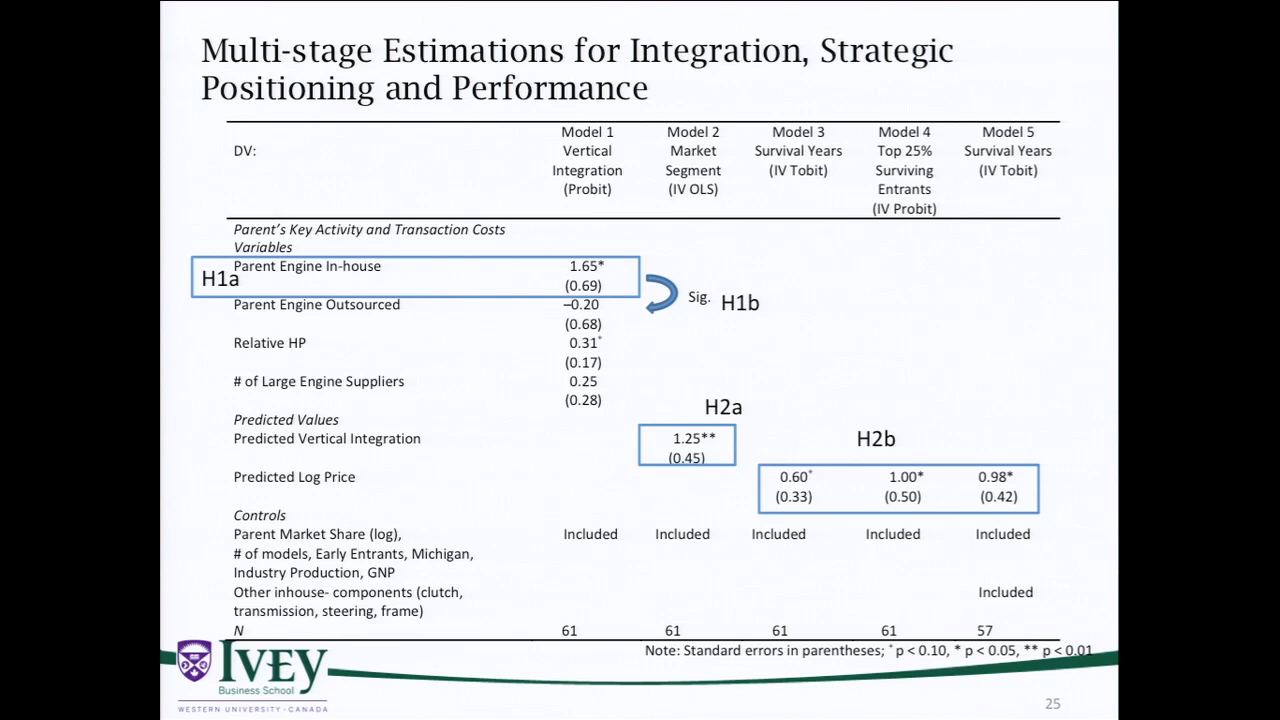 Multi-stage Estimations for Integration, Strategic
Positioning and Performance
DV:
Model 1
Vertical
Integration
(Probit)
Model 2
Market
Segment
(IV OLS)
Model 3
Survival Years
(IV Tobit)
Model 4
Top 25%
Surviving
Entrants
(IV Probit)
Model 5
Survival Years
(IV Tobit)
Parent's Key Activity and Transaction Costs
Variables
H1a
Parent Engine In-house 1.65*
(0.69)
Sig. H1b
Parent Engine Outsourced –0.20
(0.68)
Relative HP 0.31⁺
(0.17)
# of Large Engine Suppliers 0.25
(0.28)
H2a
Predicted Values
Predicted Vertical Integration 1.25**
(0.45)
H2b
Predicted Log Price 0.60⁺ 1.00* 0.98*
(0.33) (0.50) (0.42)
Controls
Parent Market Share (log), Included Included Included Included Included
# of models, Early Entrants, Michigan,
Industry Production, GNP
Other inhouse- components (clutch, Included
transmission, steering, frame)
N 61 61 61 61 57
Note: Standard errors in parentheses; ⁺ p < 0.10, * p < 0.05, ** p < 0.01
IVEY
Business School
WESTERN UNIVERSITY · CANADA
25